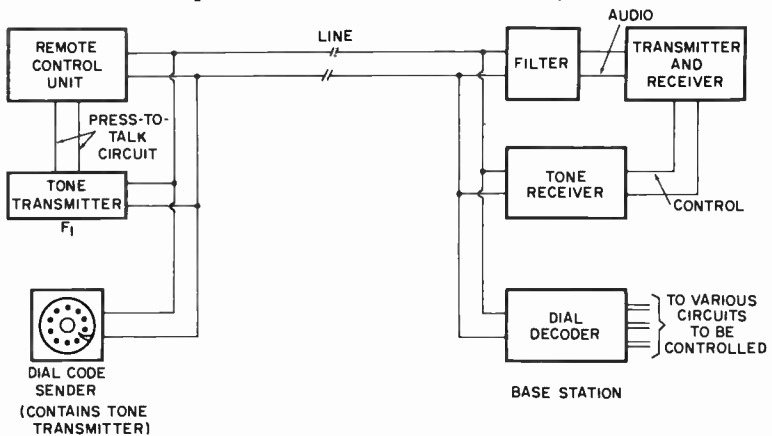 REMOTE
CONTROL
UNIT
PRESS-TO-
TALK
CIRCUIT
TONE
TRANSMITTER
F1
DIAL CODE
SENDER
(CONTAINS TONE
TRANSMITTER)
LINE
AUDIO
FILTER
TRANSMITTER
AND
RECEIVER
TONE
RECEIVER
CONTROL
DIAL
DECODER
TO VARIOUS
CIRCUITS
TO BE
CONTROLLED
BASE STATION